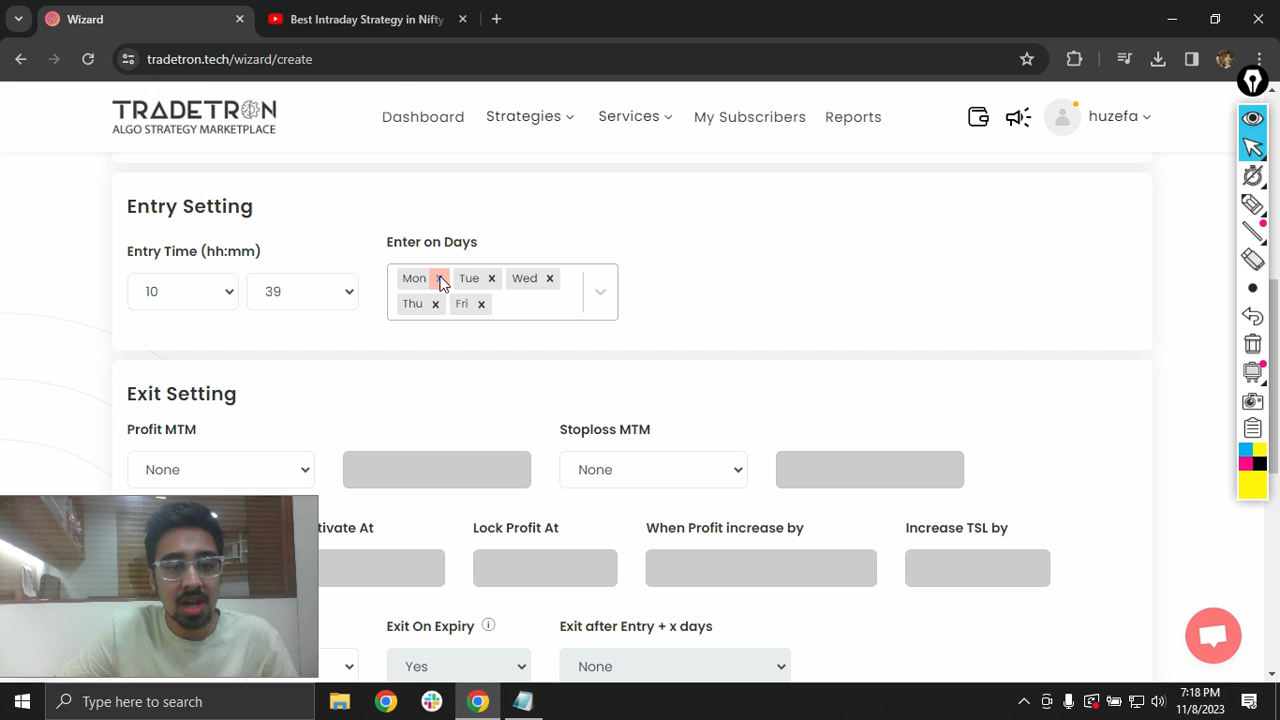 Wizard
Best Intraday Strategy in Nifty
tradetron.tech/wizard/create
TRADETRON
ALGO STRATEGY MARKETPLACE
Dashboard
Strategies
Services
My Subscribers
Reports
huzefa
Entry Setting
Entry Time (hh:mm)
Enter on Days
10
39
Mon
Tue
Wed
Thu
Fri
Exit Setting
Profit MTM
Stoploss MTM
None
None
tivate At
Lock Profit At
When Profit increase by
Increase TSL by
Exit On Expiry
Exit after Entry + x days
Yes
None
Type here to search
7:18 PM
11/8/2023